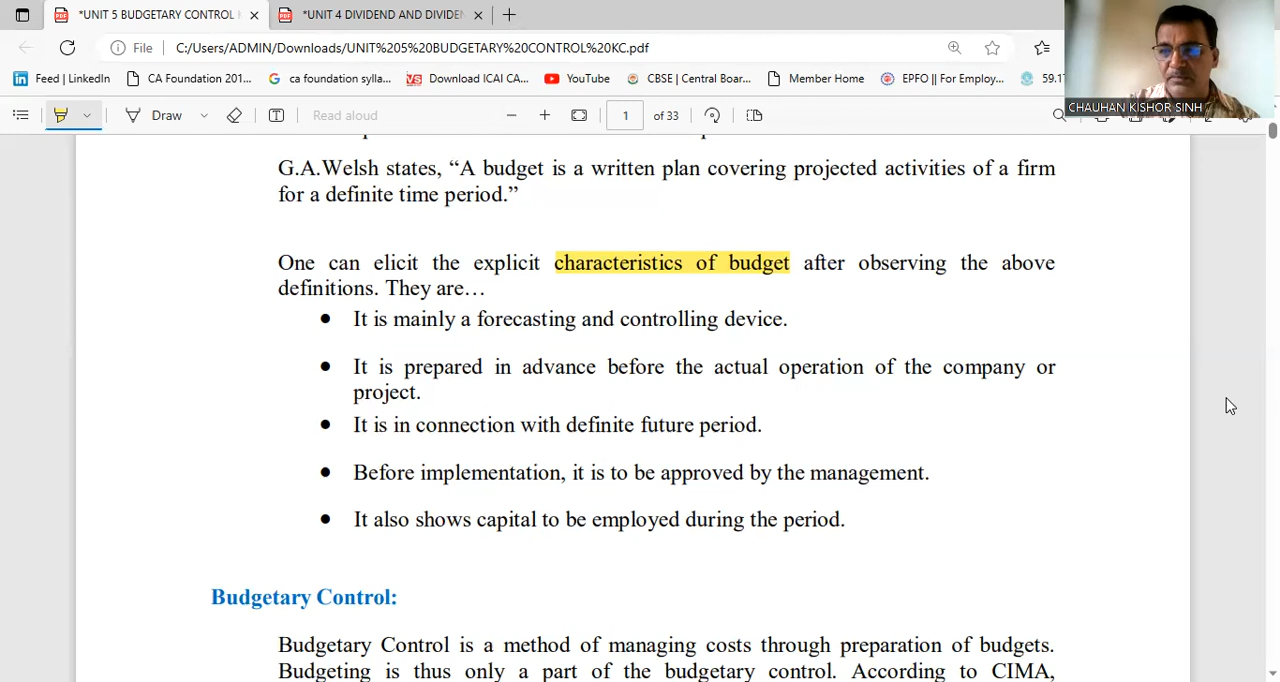 *UNIT 5 BUDGETARY CONTROL
*UNIT 4 DIVIDEND AND DIVIDEN
File
C:/Users/ADMIN/Downloads/UNIT%205%20BUDGETARY%20CONTROL%20KC.pdf
Feed | LinkedIn CA Foundation 201... ca foundation sylla... Download ICAI CA... YouTube CBSE | Central Boar... Member Home EPFO || For Employ... 59.1
CHAUHAN KISHOR SINH
Draw Read aloud 1 of 33
G.A.Welsh states, “A budget is a written plan covering projected activities of a firm
for a definite time period.”
One can elicit the explicit characteristics of budget after observing the above
definitions. They are…
• It is mainly a forecasting and controlling device.
• It is prepared in advance before the actual operation of the company or
project.
• It is in connection with definite future period.
• Before implementation, it is to be approved by the management.
• It also shows capital to be employed during the period.
Budgetary Control:
Budgetary Control is a method of managing costs through preparation of budgets.
Budgeting is thus only a part of the budgetary control. According to CIMA,